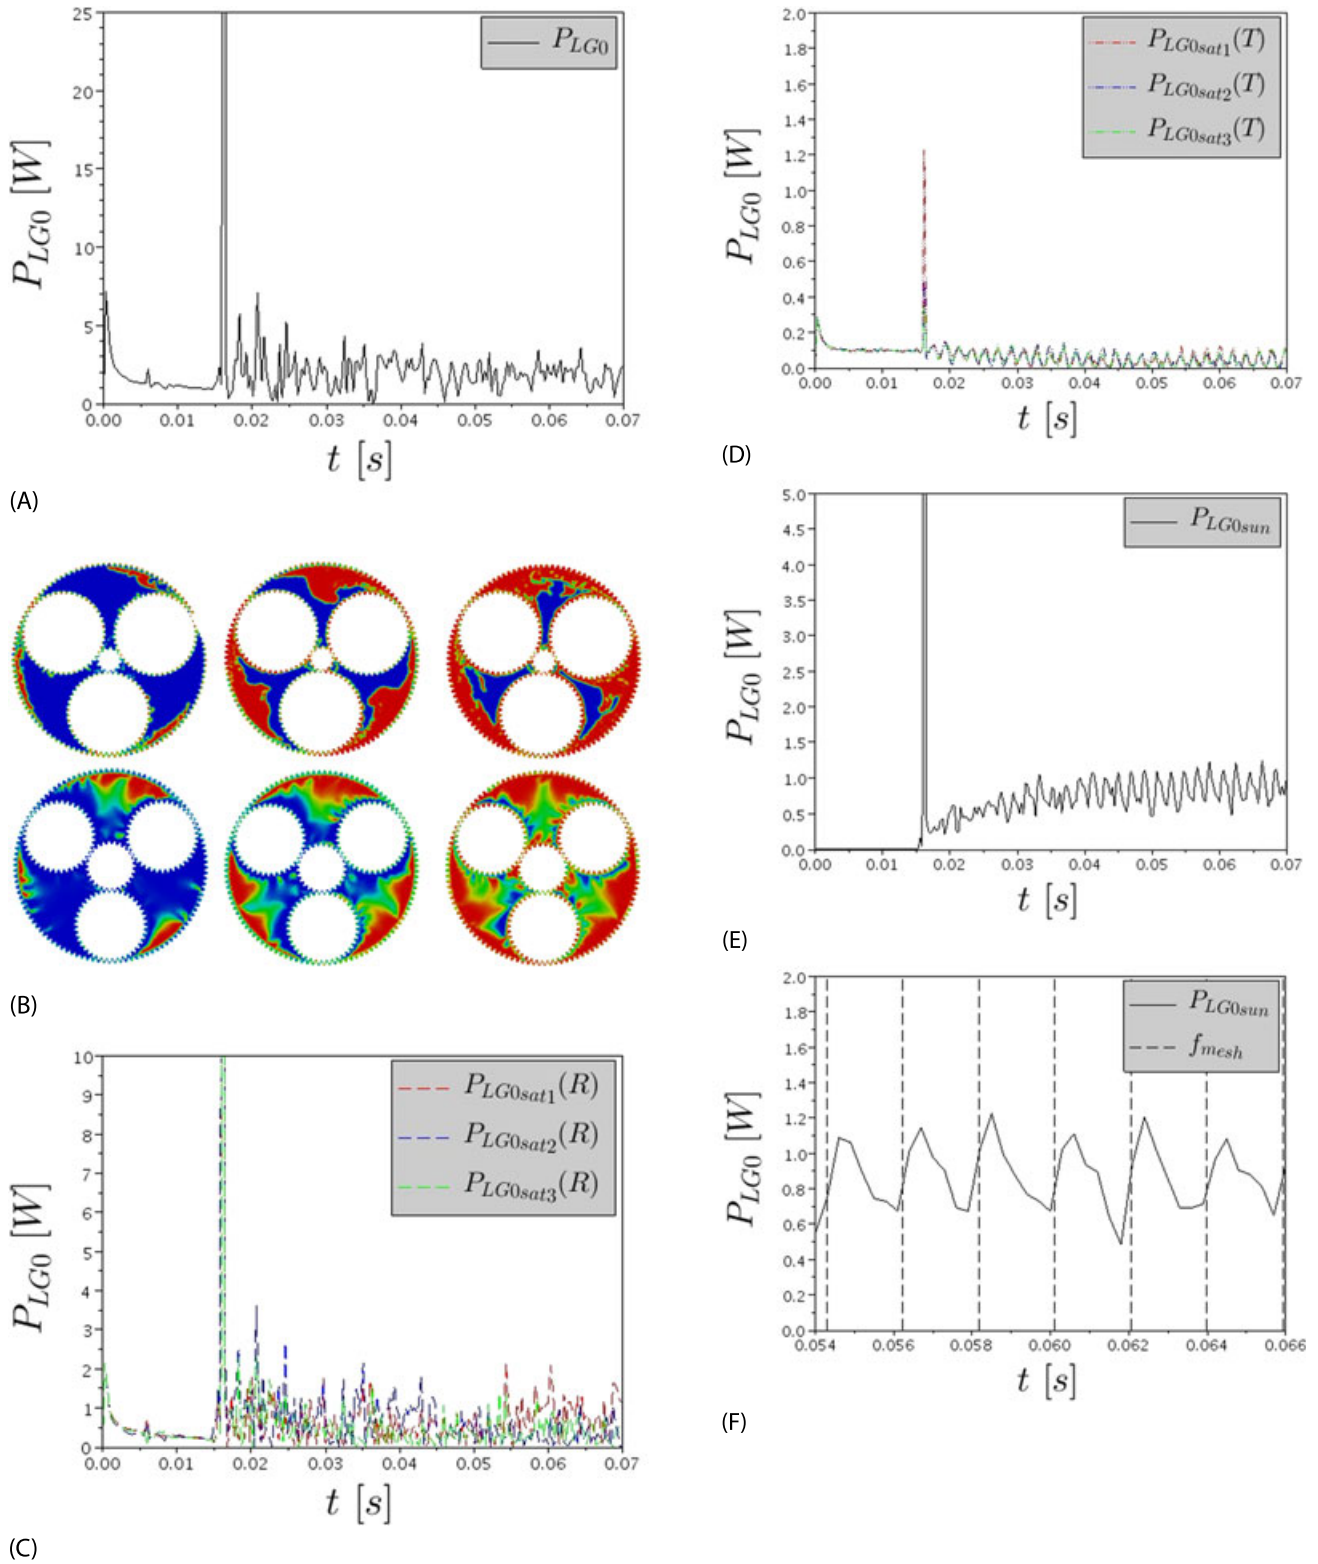 25
20
15
10
5
0
0.00 0.01 0.02 0.03 0.04 0.05 0.06 0.07
P_LG0 [W]
t [s]
P_LG0
(A)
(B)
10
9
8
7
6
5
4
3
2
1
0
0.00 0.01 0.02 0.03 0.04 0.05 0.06 0.07
P_LG0 [W]
t [s]
P_LG0sat1(R)
P_LG0sat2(R)
P_LG0sat3(R)
(C)
2.0
1.8
1.6
1.4
1.2
1.0
0.8
0.6
0.4
0.2
0.0
0.00 0.01 0.02 0.03 0.04 0.05 0.06 0.07
P_LG0 [W]
t [s]
P_LG0sat1(T)
P_LG0sat2(T)
P_LG0sat3(T)
(D)
5.0
4.5
4.0
3.5
3.0
2.5
2.0
1.5
1.0
0.5
0.0
0.00 0.01 0.02 0.03 0.04 0.05 0.06 0.07
P_LG0 [W]
t [s]
P_LG0sun
(E)
2.0
1.8
1.6
1.4
1.2
1.0
0.8
0.6
0.4
0.2
0.0
0.054 0.056 0.058 0.060 0.062 0.064 0.066
P_LG0 [W]
t [s]
P_LG0sun
f_mesh
(F)